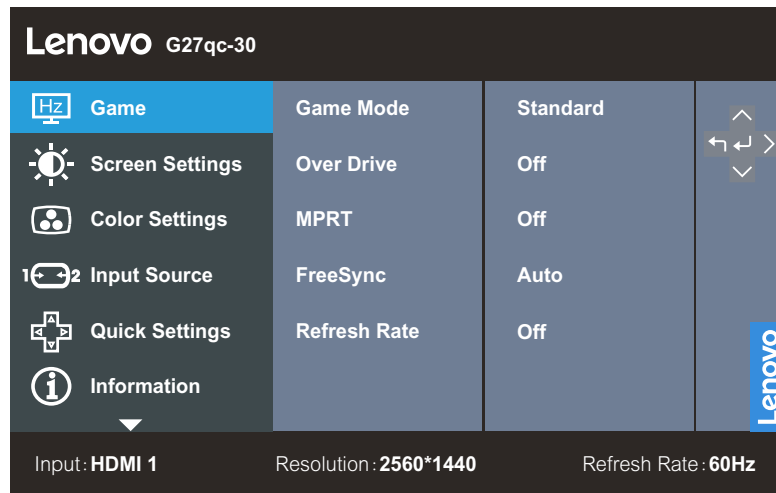 Lenovo G27qc-30
Hz Game Game Mode Standard
Screen Settings Over Drive Off
Color Settings MPRT Off
1 2 Input Source FreeSync Auto
Quick Settings Refresh Rate Off
i Information
Lenovo
Input: HDMI 1 Resolution: 2560*1440 Refresh Rate: 60Hz